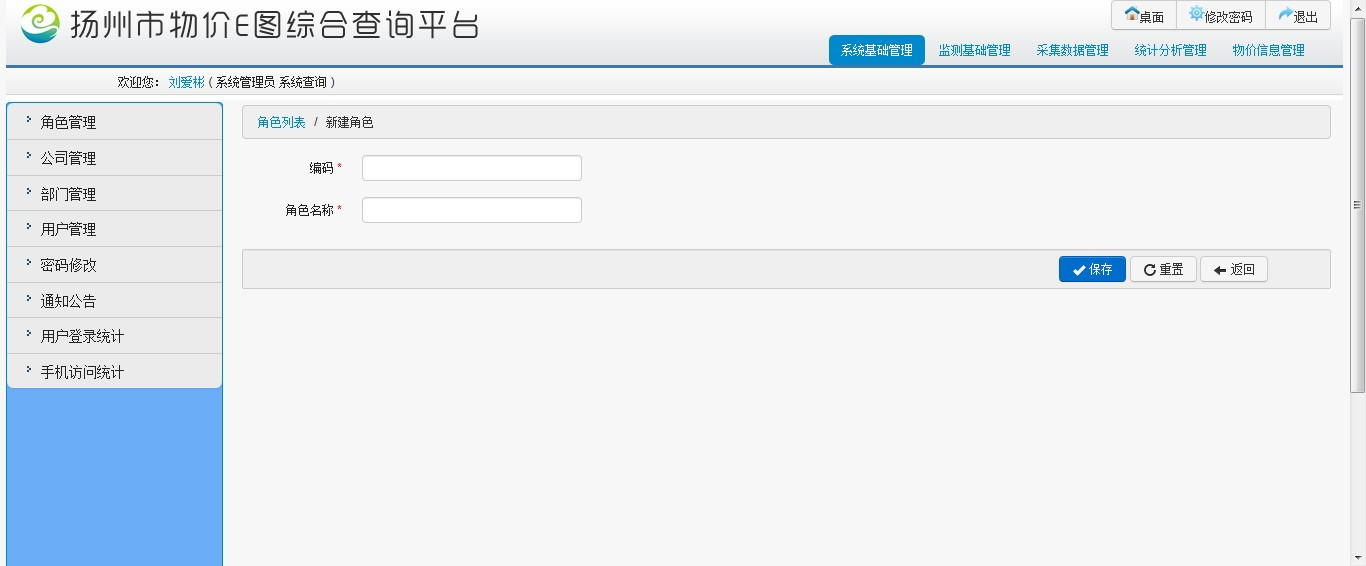 扬州市物价E图综合查询平台
桌面 修改密码 退出
系统基础管理 监测基础管理 采集数据管理 统计分析管理 物价信息管理
欢迎您： 刘爱彬 ( 系统管理员 系统查询 )
角色管理
公司管理
部门管理
用户管理
密码修改
通知公告
用户登录统计
手机访问统计
角色列表 / 新建角色
编码 *
角色名称 *
保存 重置 返回